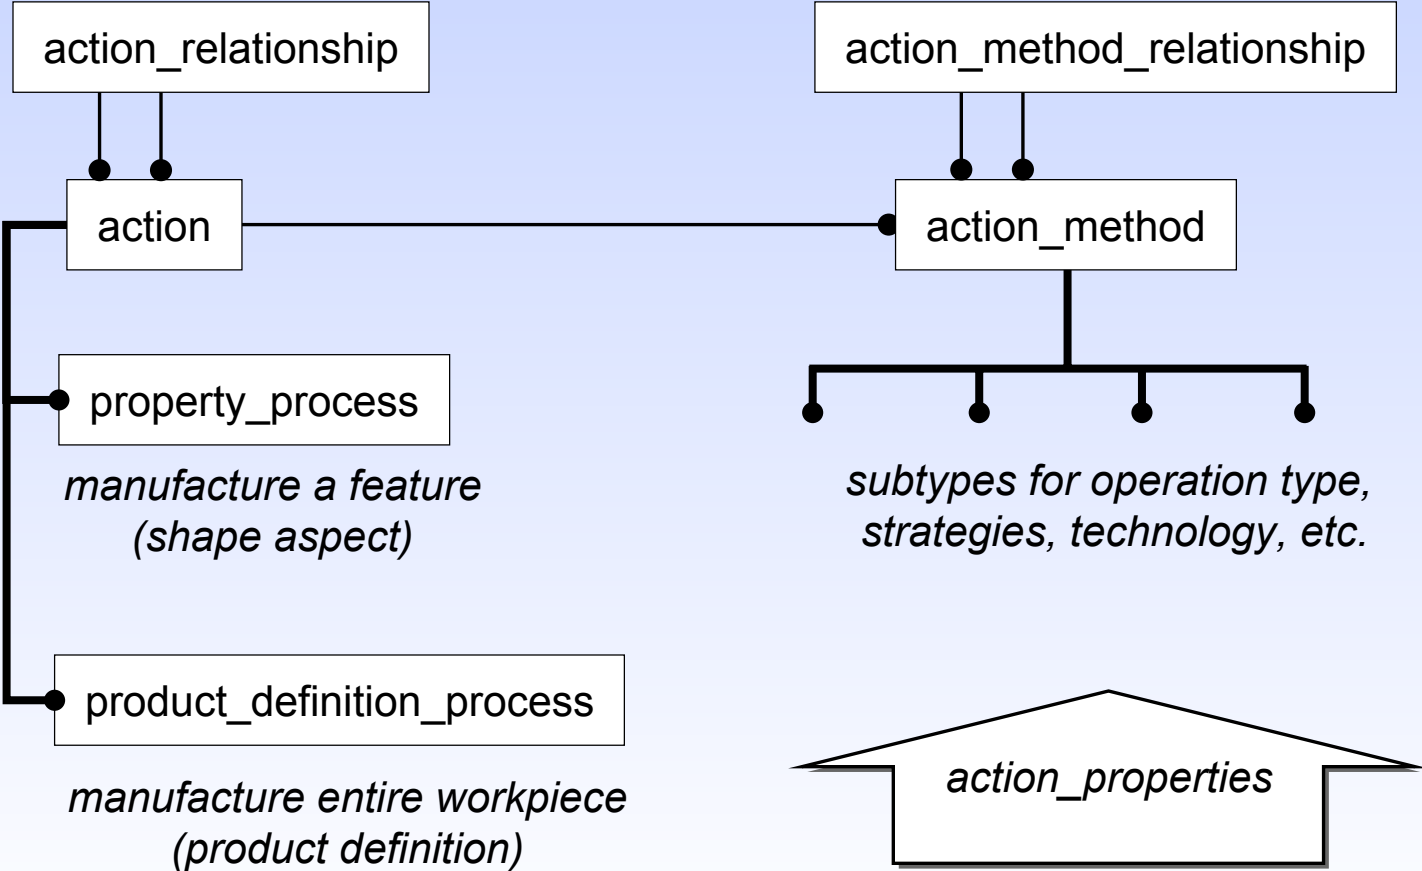 action_relationship
action_method_relationship
action
action_method
property_process
manufacture a feature
(shape aspect)
subtypes for operation type,
strategies, technology, etc.
product_definition_process
manufacture entire workpiece
(product definition)
action_properties